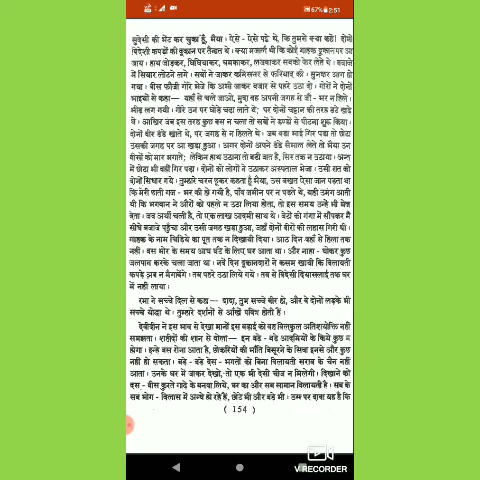 67% 2:51
सुदेसी की भेंट कर चुका हूँ, भैया। ऐसे - ऐसे पट्ठे थे, कि तुमसे क्या कहें। दोनों
बिदेसी कपड़ों की दूकान पर तैनात थे। क्या मजाल थी कि कोई गाहक दूकान पर आ
जाय। हाथ जोड़कर, घिघियाकर, धमकाकर, लजवाकर सबको फेर लेते थे। बजाजे
में सियार लोटने लगे। सबों ने जाकर कमिसनर से फरियाद की। सुनकर आग हो
गया। बीस फौजी गोरे भेजे कि अभी जाकर बजार से पहरे उठा दो। गोरों ने दोनों
भाइयों से कहा—यहाँ से चले जाओ, मुदा वह अपनी जगह से जौ - भर न हिले।
भीड़ लग गयी। गोरे उन पर घोड़े चढ़ा लाते थे; पर दोनों चट्टान की तरह डटे खड़े
थे। आखिर जब इस तरह कुछ बस न चला तो सबों ने डण्डों से पीटना शुरू किया।
दोनों वीर डंडे खाते थे, पर जगह से न हिलते थे। जब बड़ा भाई गिर पड़ा तो छोटा
उसकी जगह पर आ खड़ा हुआ। अगर दोनों अपने डंडे सँभाल लेते तो भैया उन
बीसों को मार भगाते; लेकिन हाथ उठाना तो बड़ी बात है, सिर तक न उठाया। अन्त
में छोटा भी वहीं गिर पड़ा। दोनों को लोगों ने उठाकर अस्पताल भेजा। उसी रात को
दोनों सिधार गये। तुम्हारे चरन छूकर कहता हूँ भैया, उस बखत ऐसा जान पड़ता था
कि मेरी छाती गज - भर की हो गयी है, पाँव जमीन पर न पड़ते थे, यही उमंग आती
थी कि भगवान ने औरों को पहले न उठा लिया होता, तो इस समय उन्हें भी भेज
देता। जब अर्थी चली है, तो एक लाख आदमी साथ थे। बेटों को गंगा में सौंपकर मैं
सीधे बजाजे पहुँचा और उसी जगह खड़ा हुआ, जहाँ दोनों बीरों की लहास गिरी थी।
गाहक के नाम चिड़िये का पूत तक न दिखायी दिया। आठ दिन वहाँ से हिला तक
नहीं। बस भोर के समय आध घंटे के लिए घर आता था। और नहा - धोकर कुछ
जलपान करके चला जाता था। नवें दिन दूकानदारों ने कसम खायी कि विलायती
कपड़े अब न मँगायेंगे। तब पहरे उठा लिये गये। तब से बिदेसी दियासलाई तक घर
में नहीं लाया।
रमा ने सच्चे दिल से कहा— दादा, तुम सच्चे वीर हो, और वे दोनों लड़के भी
सच्चे योद्धा थे। तुम्हारे दर्शनों से आँखें पवित्र होती हैं।
देवीदीन ने इस भाव से देखा मानों इस बड़ाई को वह बिलकुल अतिशयोक्ति नहीं
समझता। शहीदों की शान से बोला— इन बड़े - बड़े आदमियों के किये कुछ न
होगा। इन्हें बस रोना आता है, छोकरियों की भाँति बिसूरने के सिवा इनसे और कुछ
नहीं हो सकता। बड़े - बड़े देस - भगतों को बिना बिलायती सराब के चैन नहीं
आता। उनके घर में जाकर देखो, तो एक भी देसी चीज न मिलेगी। दिखाने को
दस - बीस कुरते गाढ़े के बनवा लिये, घर का और सब सामान बिलायती है। सब के
सब भोग - विलास में अन्धे हो रहे हैं, छोटे भी और बड़े भी। उस पर दावा यह है कि
( 154 )
V RECORDER